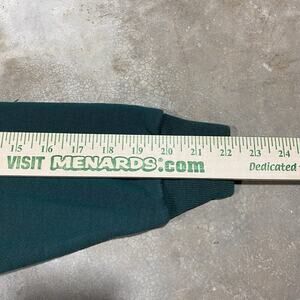 15 16 17 18 19 20 21 22 23 24
VISIT MENARDS.com Dedicated